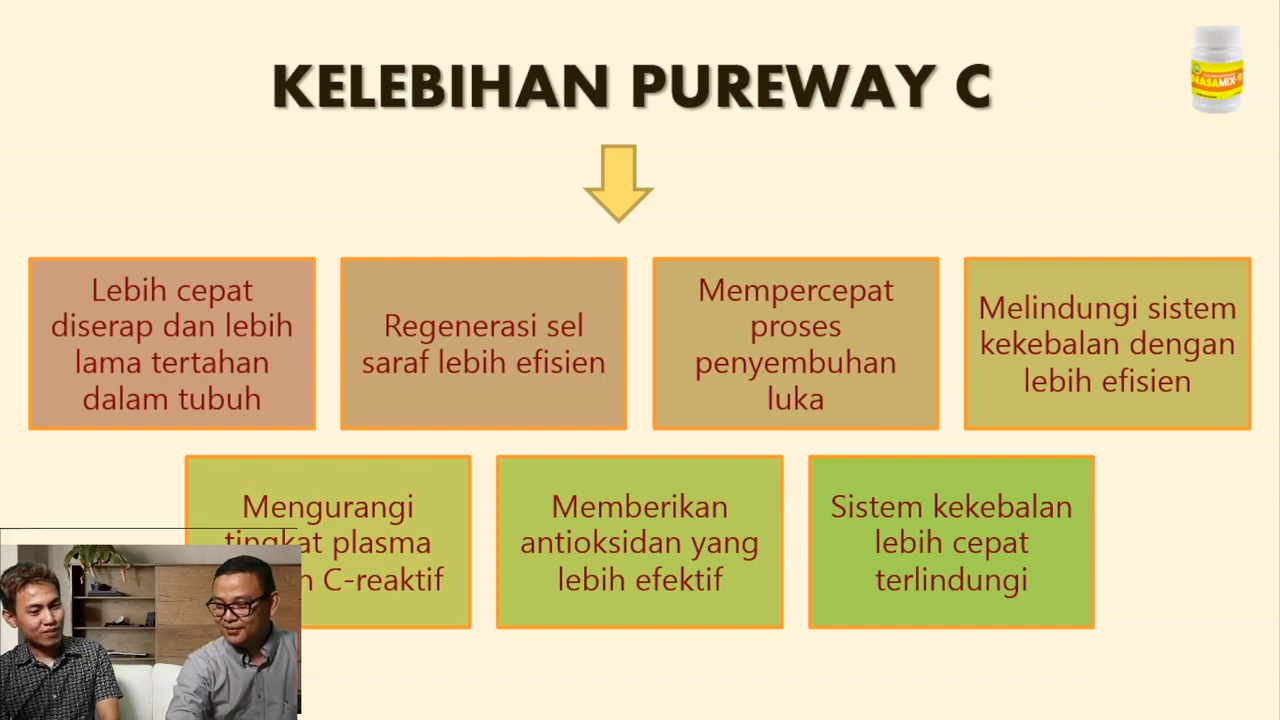 KELEBIHAN PUREWAY C
Lebih cepat
diserap dan lebih
lama tertahan
dalam tubuh
Regenerasi sel
saraf lebih efisien
Mempercepat
proses
penyembuhan
luka
Melindungi sistem
kekebalan dengan
lebih efisien
Mengurangi
tingkat plasma
C-reaktif
Memberikan
antioksidan yang
lebih efektif
Sistem kekebalan
lebih cepat
terlindungi